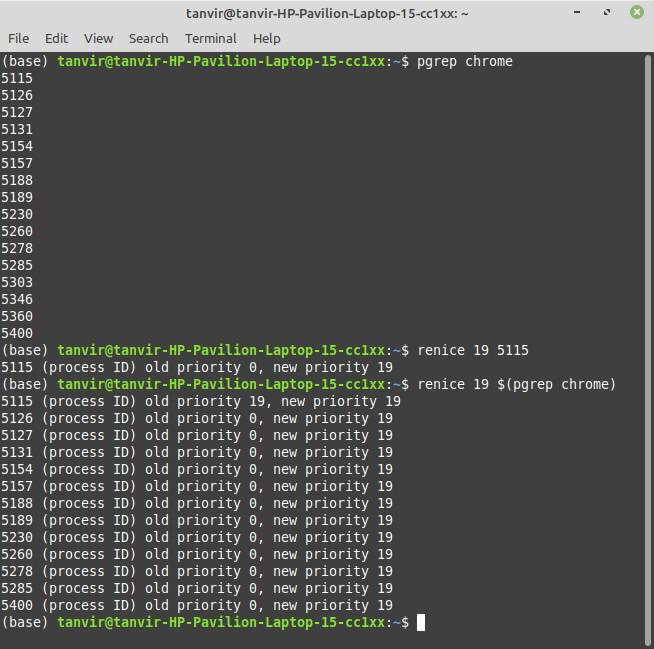 tanvir@tanvir-HP-Pavilion-Laptop-15-cc1xx: ~
File Edit View Search Terminal Help
(base) tanvir@tanvir-HP-Pavilion-Laptop-15-cc1xx:~$ pgrep chrome
5115
5126
5127
5131
5154
5157
5188
5189
5230
5260
5278
5285
5303
5346
5360
5400
(base) tanvir@tanvir-HP-Pavilion-Laptop-15-cc1xx:~$ renice 19 5115
5115 (process ID) old priority 0, new priority 19
(base) tanvir@tanvir-HP-Pavilion-Laptop-15-cc1xx:~$ renice 19 $(pgrep chrome)
5115 (process ID) old priority 19, new priority 19
5126 (process ID) old priority 0, new priority 19
5127 (process ID) old priority 0, new priority 19
5131 (process ID) old priority 0, new priority 19
5154 (process ID) old priority 0, new priority 19
5157 (process ID) old priority 0, new priority 19
5188 (process ID) old priority 0, new priority 19
5189 (process ID) old priority 0, new priority 19
5230 (process ID) old priority 0, new priority 19
5260 (process ID) old priority 0, new priority 19
5278 (process ID) old priority 0, new priority 19
5285 (process ID) old priority 0, new priority 19
5400 (process ID) old priority 0, new priority 19
(base) tanvir@tanvir-HP-Pavilion-Laptop-15-cc1xx:~$